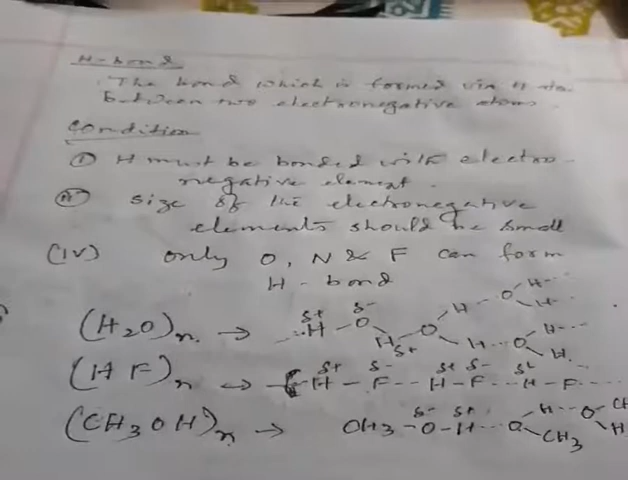 H-bond
The bond which is formed via H
between two electronegative atoms.
Condition
(i) H must be bonded with electro-
negative element.
(ii) size of the electronegative
elements should be small
(iv) only O, N & F can form
H-bond
(H2O)n → H - O H O H O H H O H H
δ+ δ- δ+
(HF)n → H - F -- H - F --- H - F ----
δ+ δ- δ+ δ- δ+
(CH3OH)n → CH3 - O - H --- O H -- O CH H
δ- δ+ CH3